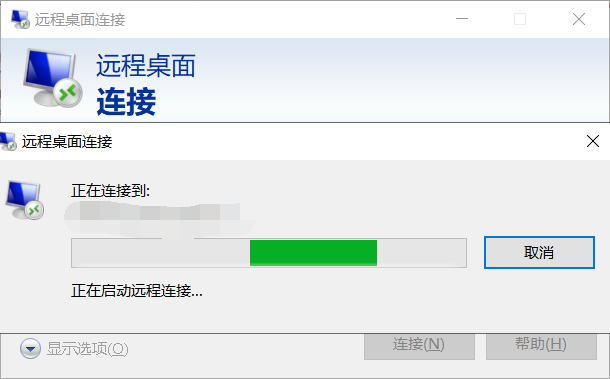 远程桌面连接
远程桌面
连接
远程桌面连接
正在连接到:
取消
正在启动远程连接...
显示选项(O)
连接(N)
帮助(H)